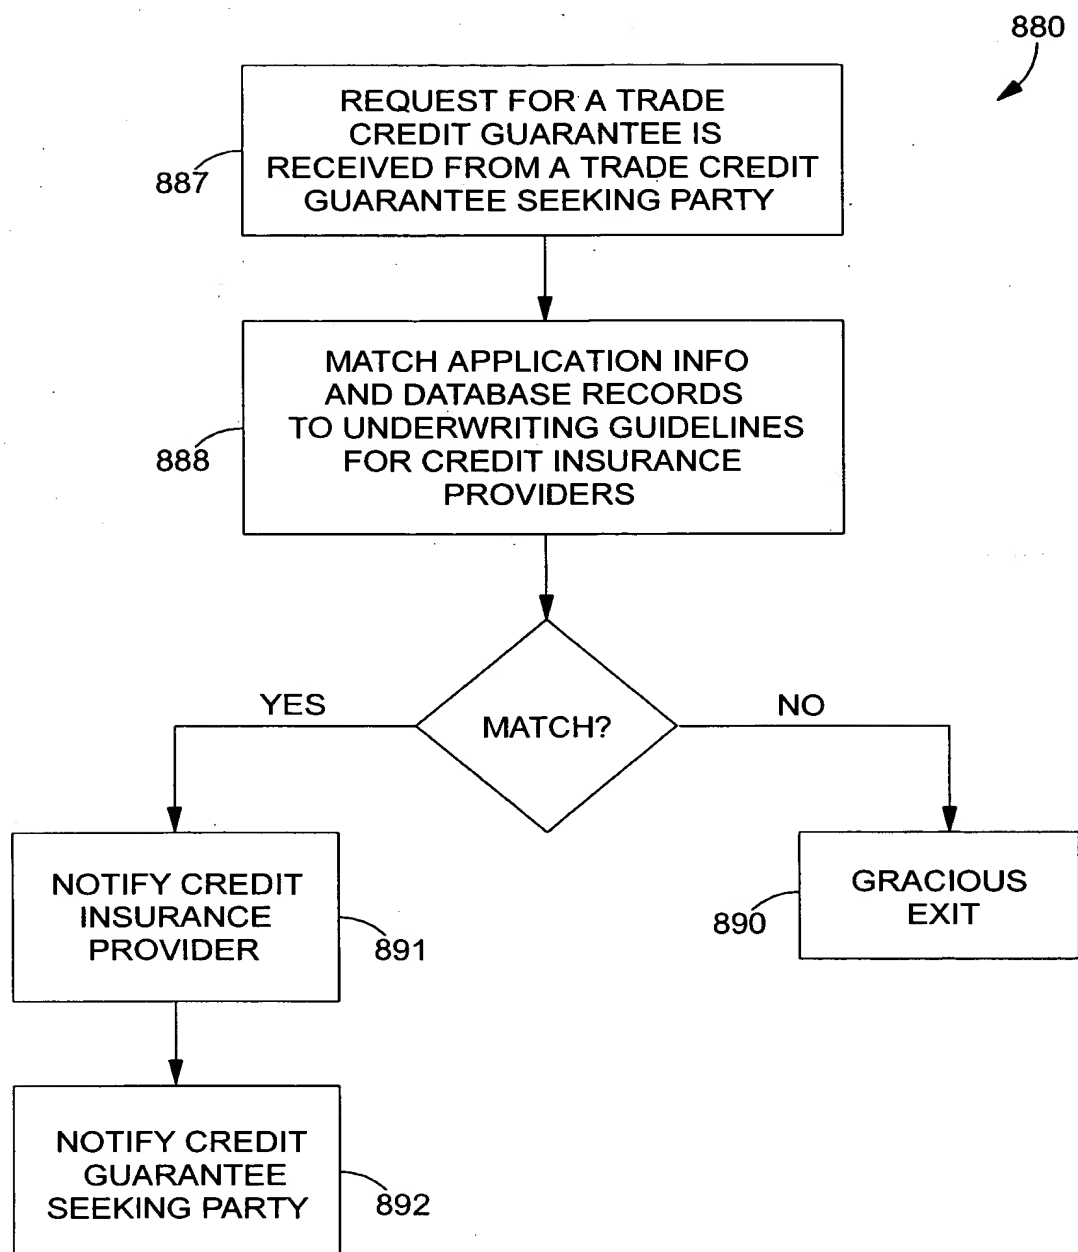 880
REQUEST FOR A TRADE
CREDIT GUARANTEE IS
RECEIVED FROM A TRADE CREDIT
GUARANTEE SEEKING PARTY
887
MATCH APPLICATION INFO
AND DATABASE RECORDS
TO UNDERWRITING GUIDELINES
FOR CREDIT INSURANCE
PROVIDERS
888
YES
MATCH?
NO
NOTIFY CREDIT
INSURANCE
PROVIDER
891
GRACIOUS
EXIT
890
NOTIFY CREDIT
GUARANTEE
SEEKING PARTY
892